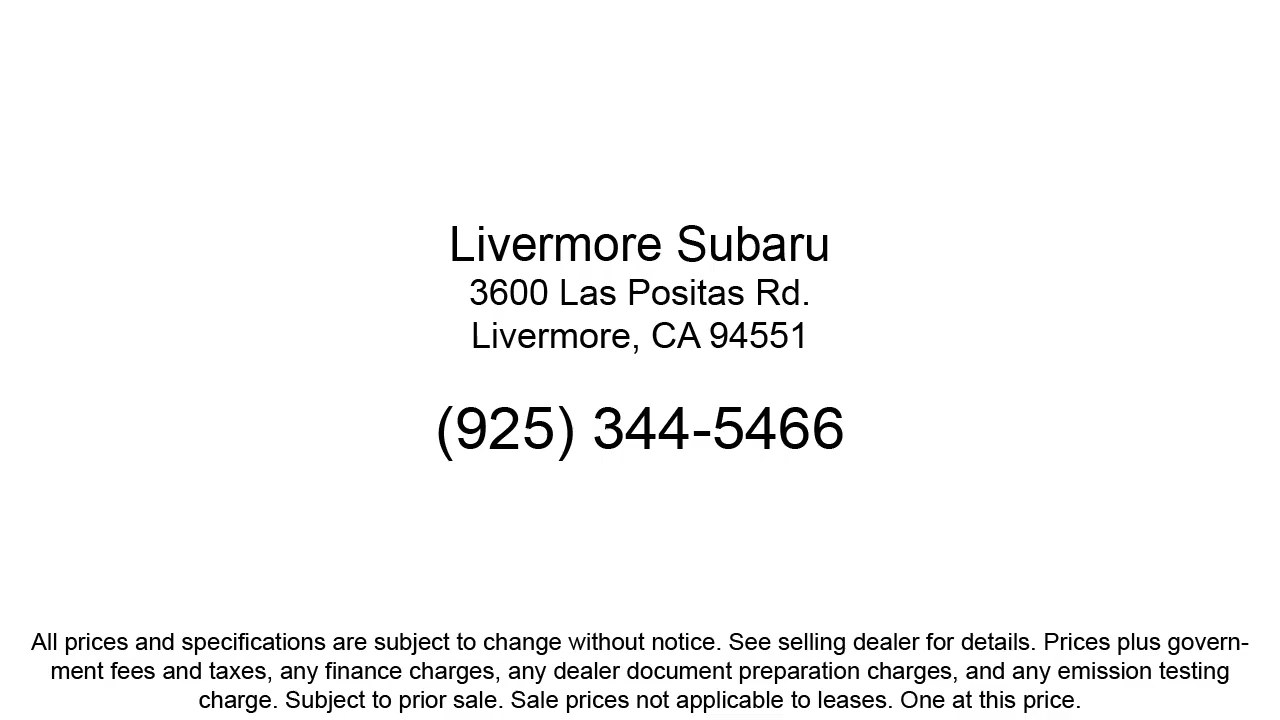 Livermore Subaru
3600 Las Positas Rd.
Livermore, CA 94551
(925) 344-5466
All prices and specifications are subject to change without notice. See selling dealer for details. Prices plus govern-
ment fees and taxes, any finance charges, any dealer document preparation charges, and any emission testing
charge. Subject to prior sale. Sale prices not applicable to leases. One at this price.